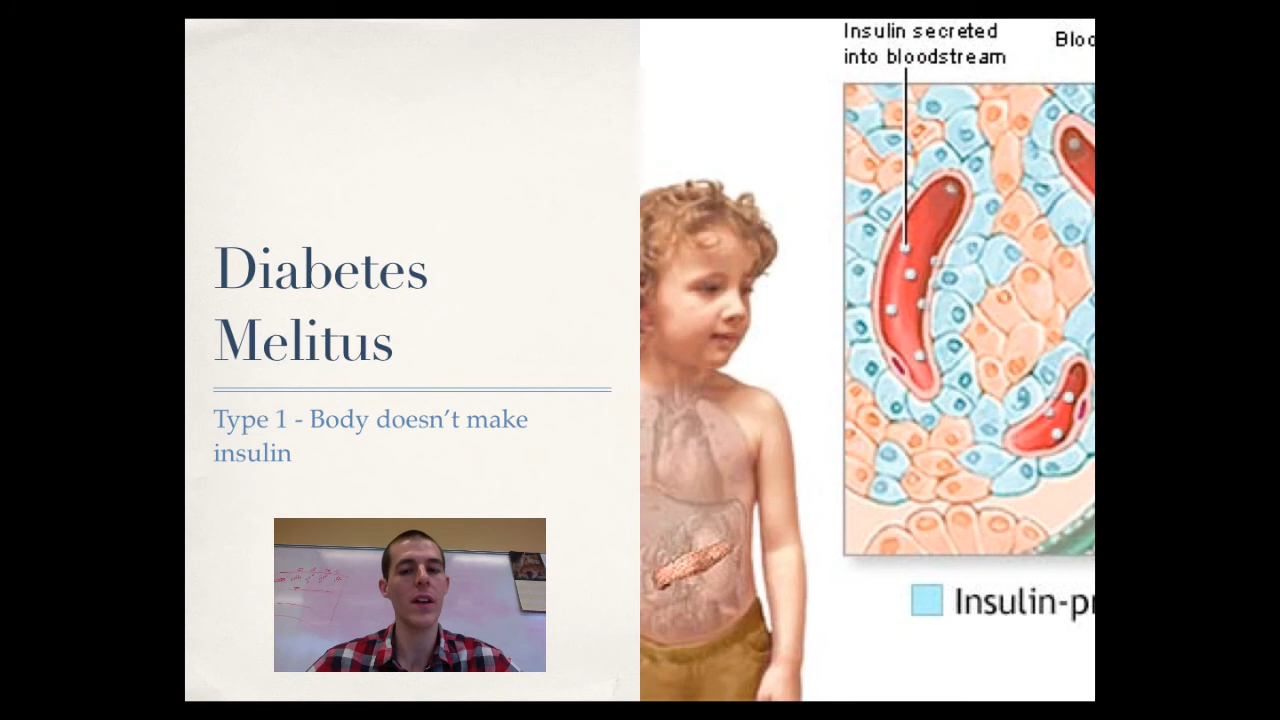 Diabetes
Melitus
Type 1 - Body doesn't make
insulin
Insulin secreted
into bloodstream